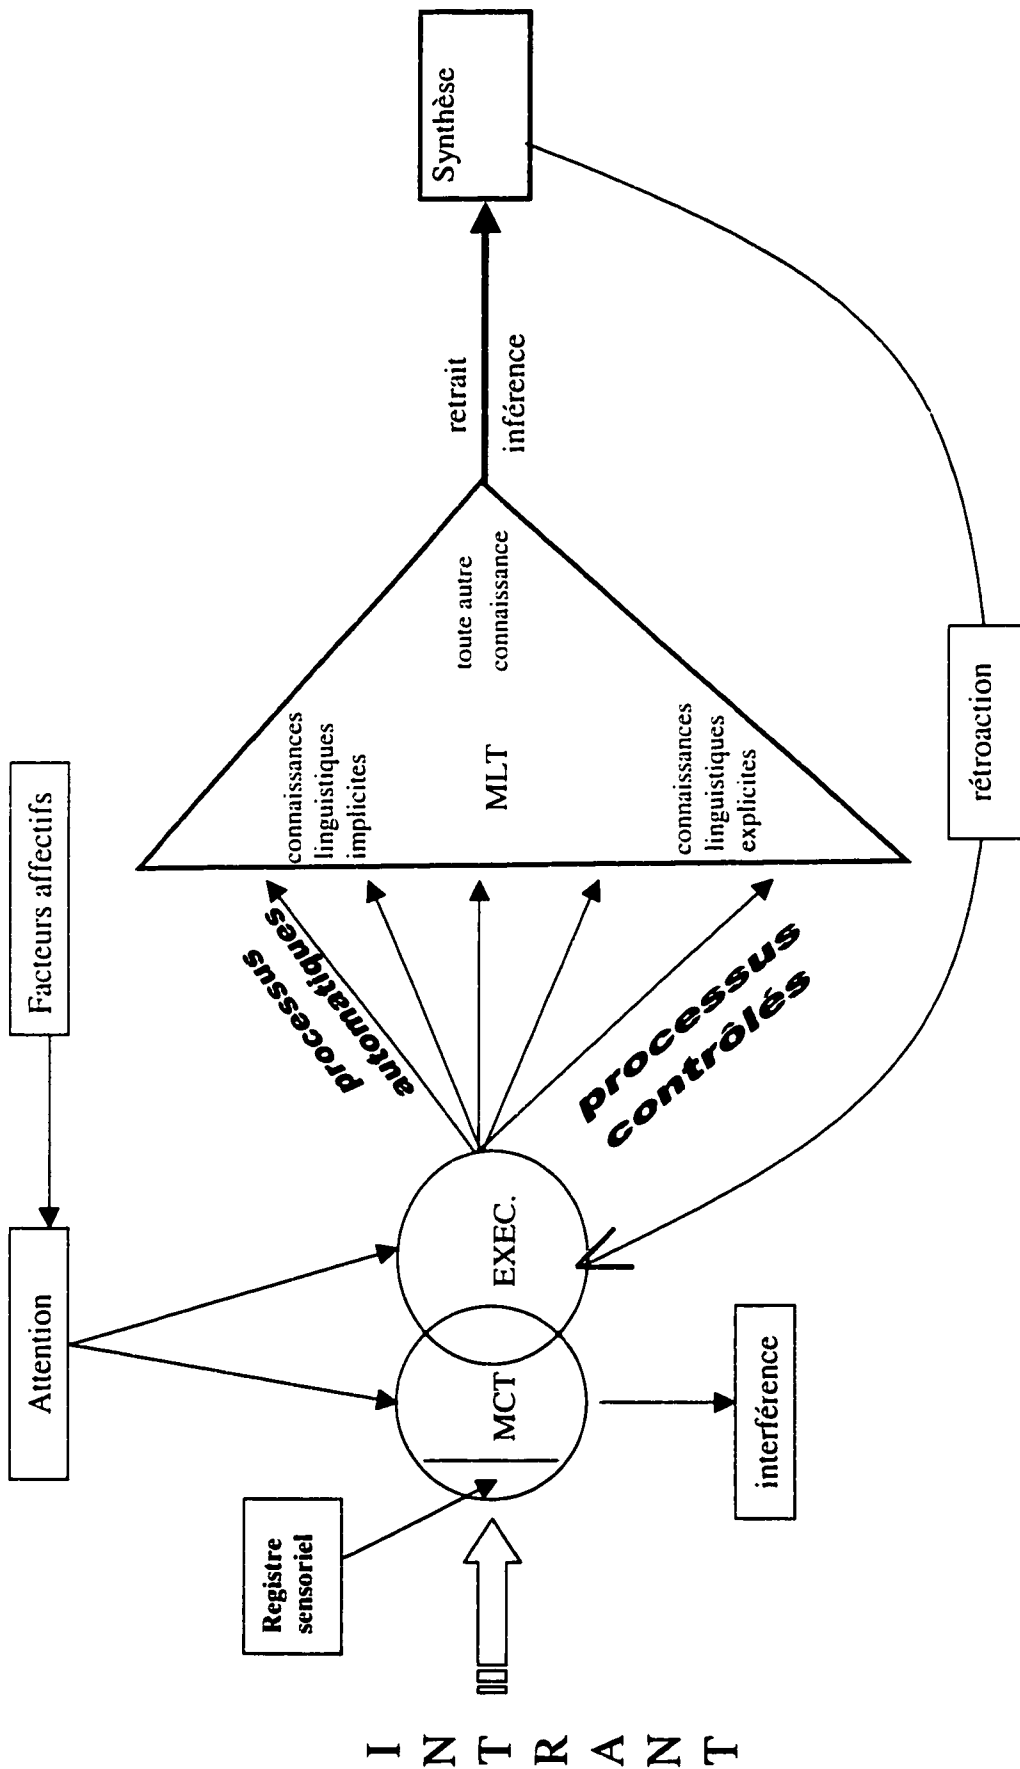 Facteurs affectifs
Attention
Registre
sensoriel
INTRANT
MCT
EXEC.
interférence
processus
automatiques
processus
contrôlés
connaissances
linguistiques
implicites
MLT
toute autre
connaissance
connaissances
linguistiques
explicites
retrait
inférence
Synthèse
rétroaction